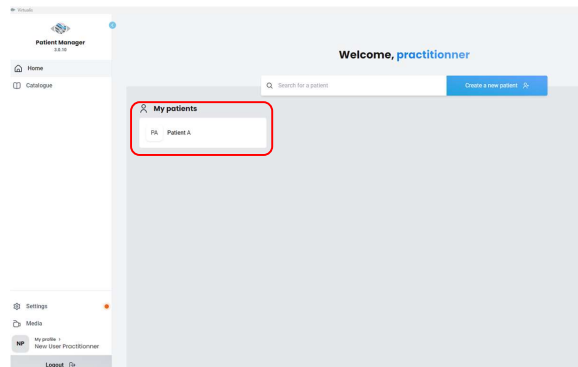 Virtualis
Patient Manager
3.8.18
Home
Catalogue
Welcome, practitionner
Search for a patient
Create a new patient
My patients
PA Patient A
Settings
Media
NP
My profile
New User Practitionner
Logout